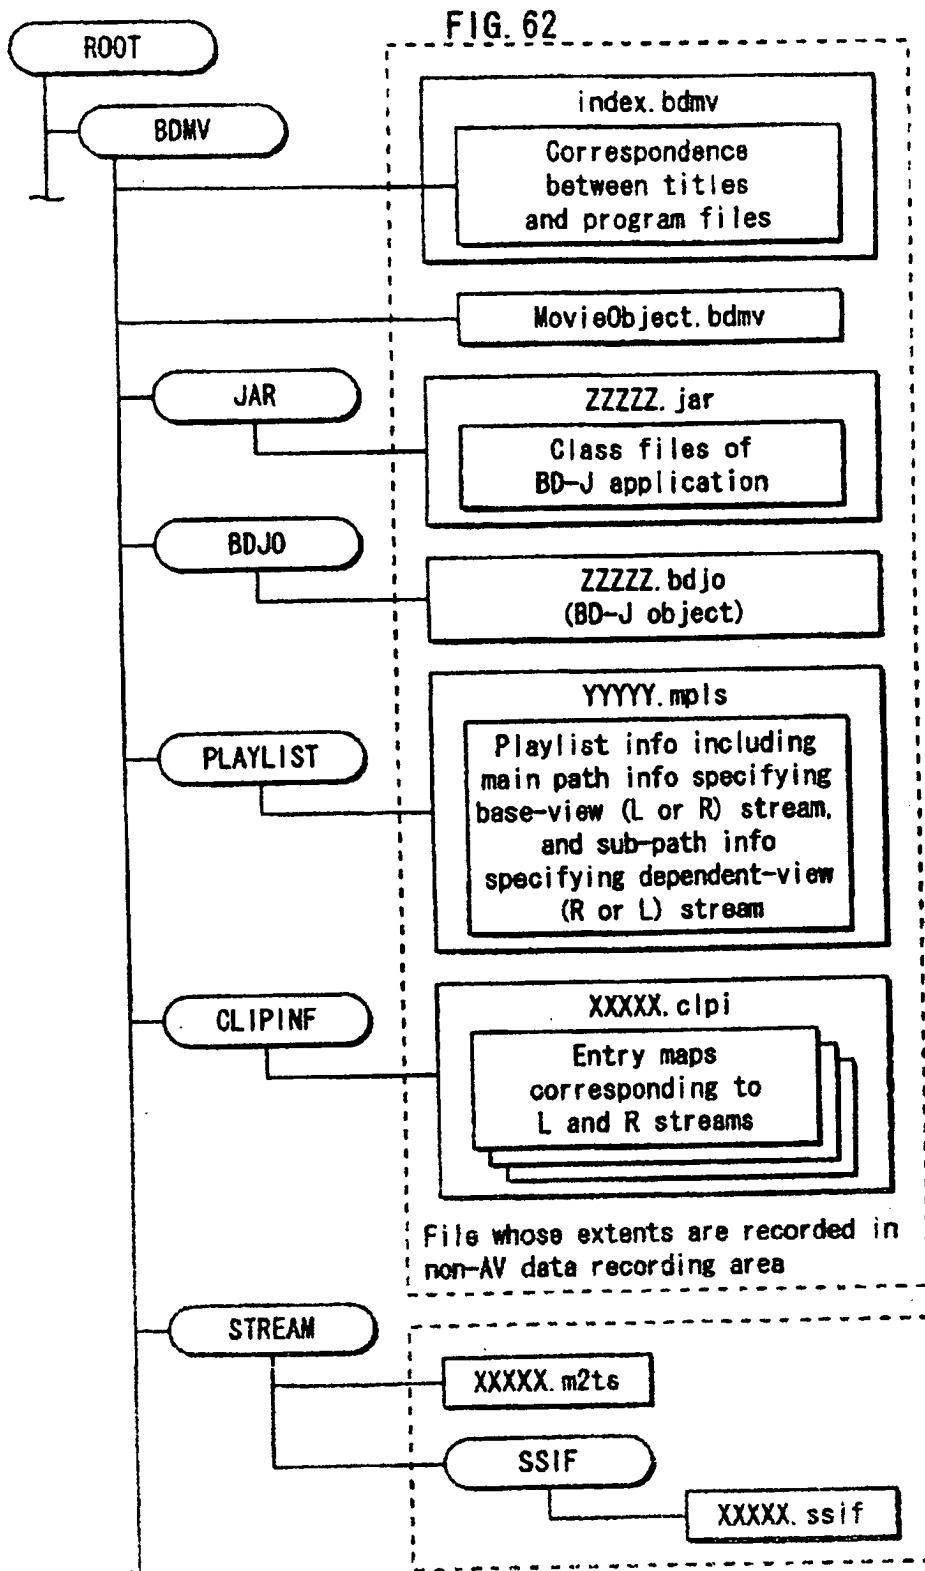 FIG. 62
ROOT
BDMV
index.bdmv
Correspondence
between titles
and program files
MovieObject.bdmv
JAR
ZZZZZ.jar
Class files of
BD-J application
BDJO
ZZZZZ.bdjo
(BD-J object)
PLAYLIST
YYYYY.mpls
Playlist info including
main path info specifying
base-view (L or R) stream,
and sub-path info
specifying dependent-view
(R or L) stream
CLIPINF
XXXXX.clpi
Entry maps
corresponding to
L and R streams
File whose extents are recorded in
non-AV data recording area
STREAM
XXXXX.m2ts
SSIF
XXXXX.ssif